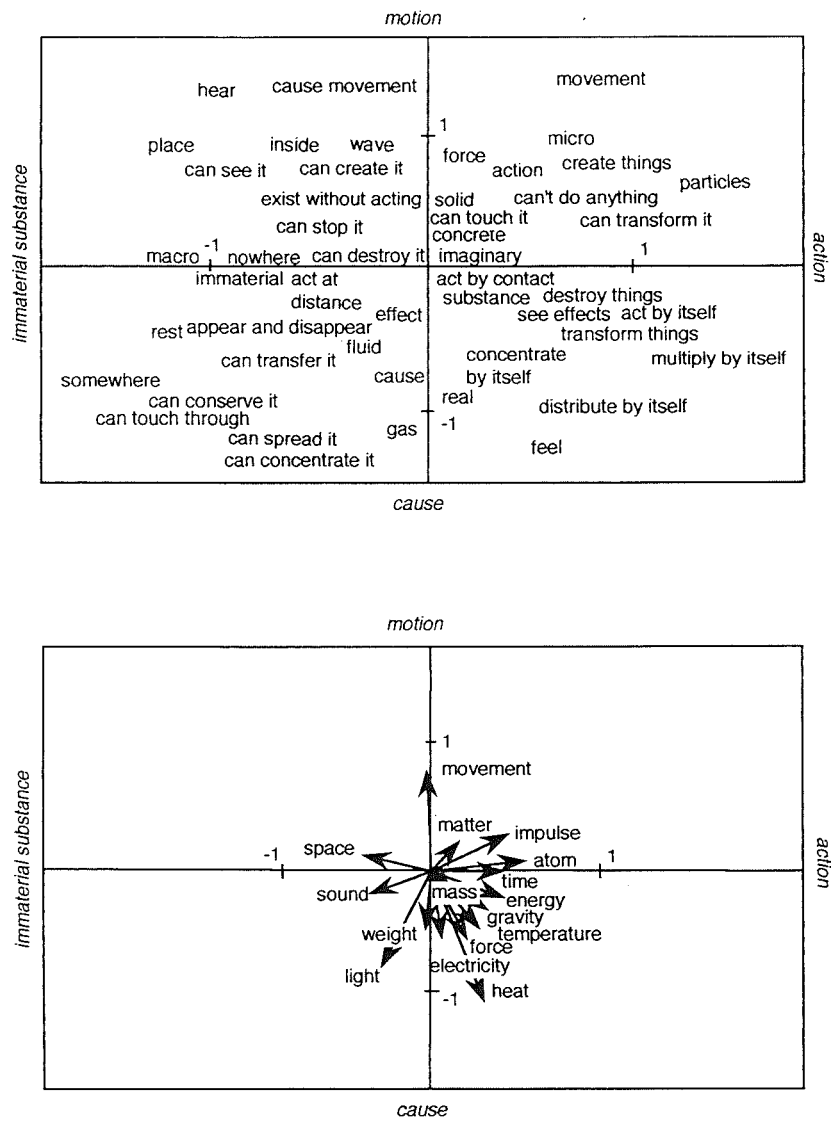 motion
hear cause movement movement
1
place inside wave force micro
can see it can create it action create things
particles
exist without acting solid can't do anything
can stop it can touch it can transform it
concrete
macro -1 nowhere can destroy it imaginary 1
immaterial act at act by contact
distance substance destroy things
effect see effects act by itself
rest appear and disappear transform things
can transfer it fluid concentrate multiply by itself
somewhere cause by itself
can conserve it real distribute by itself
can touch through -1
can spread it gas feel
can concentrate it
immaterial substance
action
cause
motion
1
movement
matter
impulse
space -1 atom 1
time
sound mass energy
gravity
weight temperature
force
light electricity
-1 heat
immaterial substance
action
cause